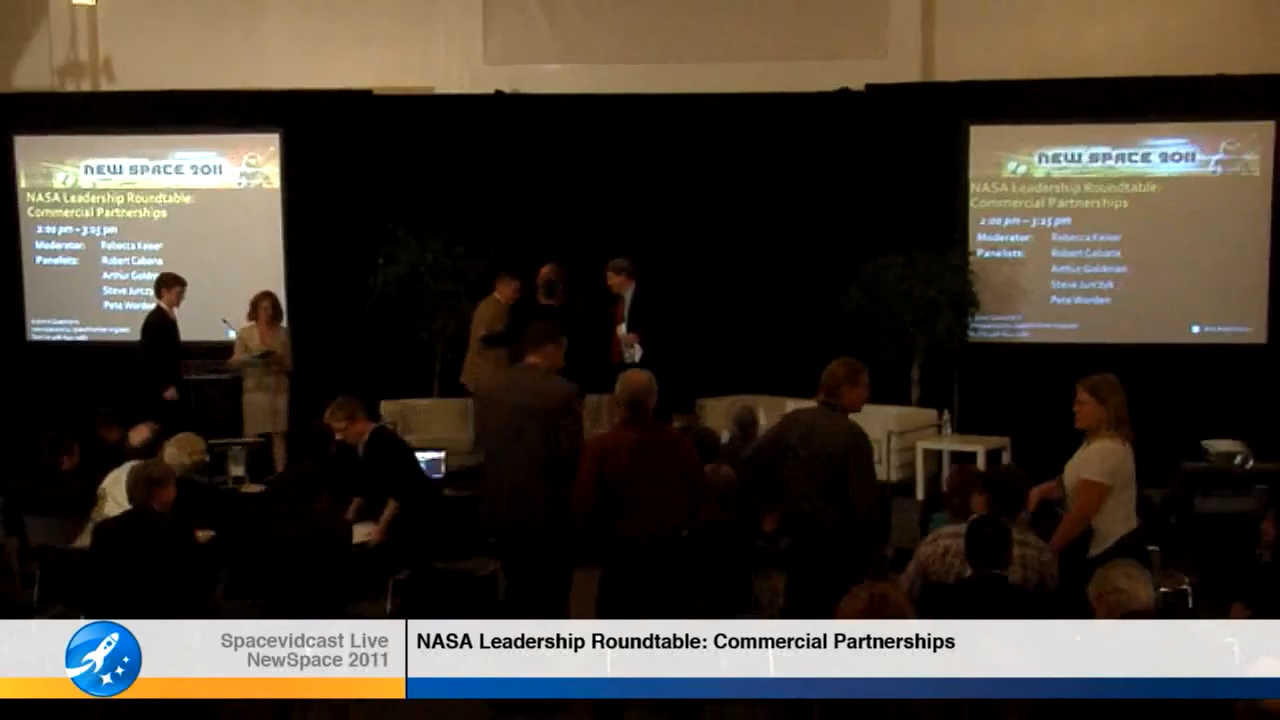 NEW SPACE 2011
NASA Leadership Roundtable:
Commercial Partnerships
2:00 pm – 3:15 pm
Moderator: Rebecca Keiser
Panelists: Robert Cabana
Arthur Goldman
Steve Jurczyk
Pete Worden
NEW SPACE 2011
NASA Leadership Roundtable:
Commercial Partnerships
2:00 pm – 3:15 pm
Moderator: Rebecca Keiser
Panelists: Robert Cabana
Arthur Goldman
Steve Jurczyk
Pete Worden
Spacevidcast Live
NewSpace 2011
NASA Leadership Roundtable: Commercial Partnerships